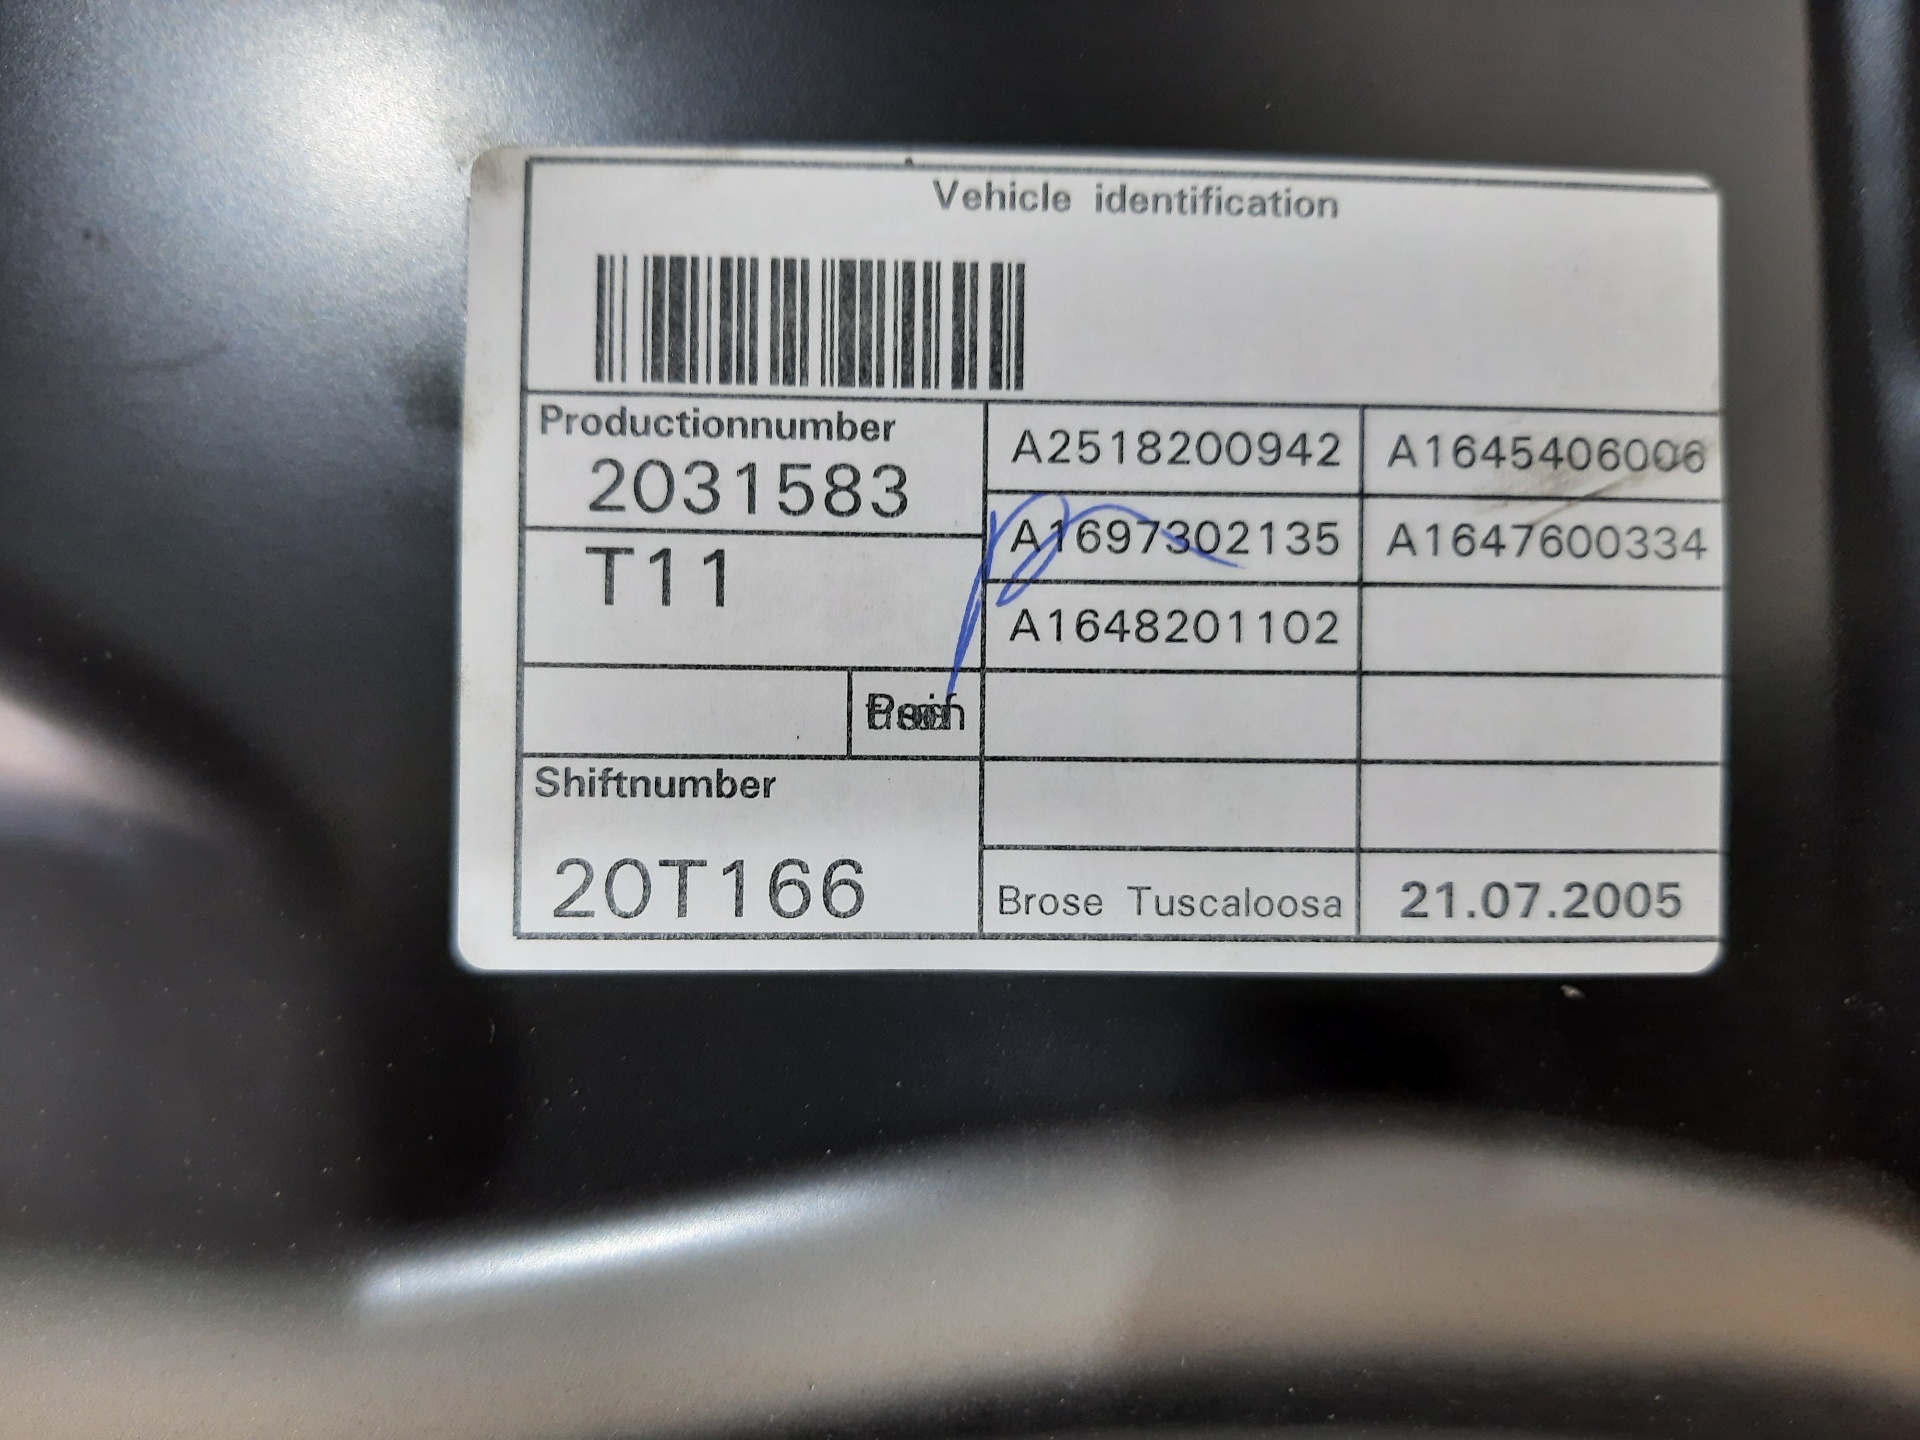 Vehicle identification
Productionnumber
2031583
T11
A2518200942 A1645406006
A1697302135 A1647600334
A1648201102
Shiftnumber
20T166
Brose Tuscaloosa 21.07.2005